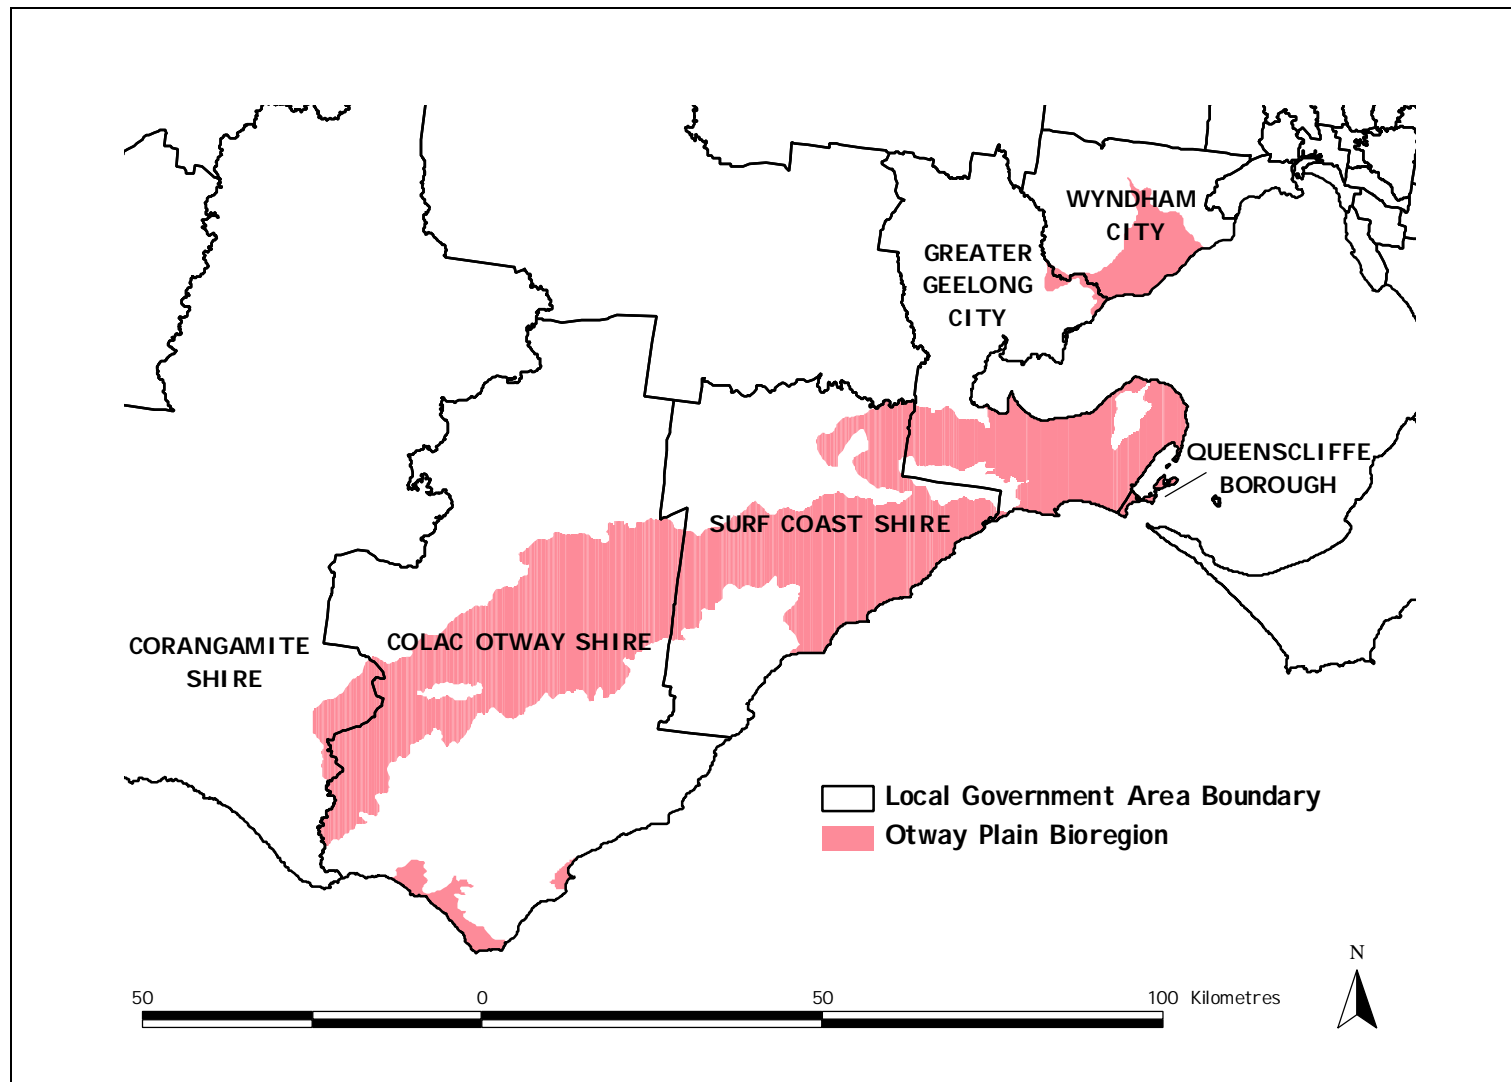 WYNDHAM
CITY
GREATER
GEELONG
CITY
QUEENSCLIFFE
BOROUGH
SURF COAST SHIRE
COLAC OTWAY SHIRE
CORANGAMITE
SHIRE
Local Government Area Boundary
Otway Plain Bioregion
N
50 0 50 100 Kilometres